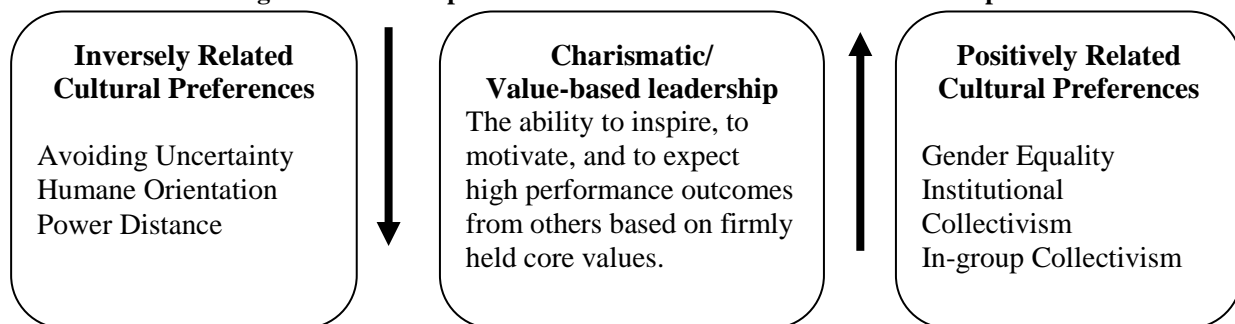 Inversely Related
Cultural Preferences
Avoiding Uncertainty
Humane Orientation
Power Distance
Charismatic/
Value-based leadership
The ability to inspire, to
motivate, and to expect
high performance outcomes
from others based on firmly
held core values.
Positively Related
Cultural Preferences
Gender Equality
Institutional
Collectivism
In-group Collectivism